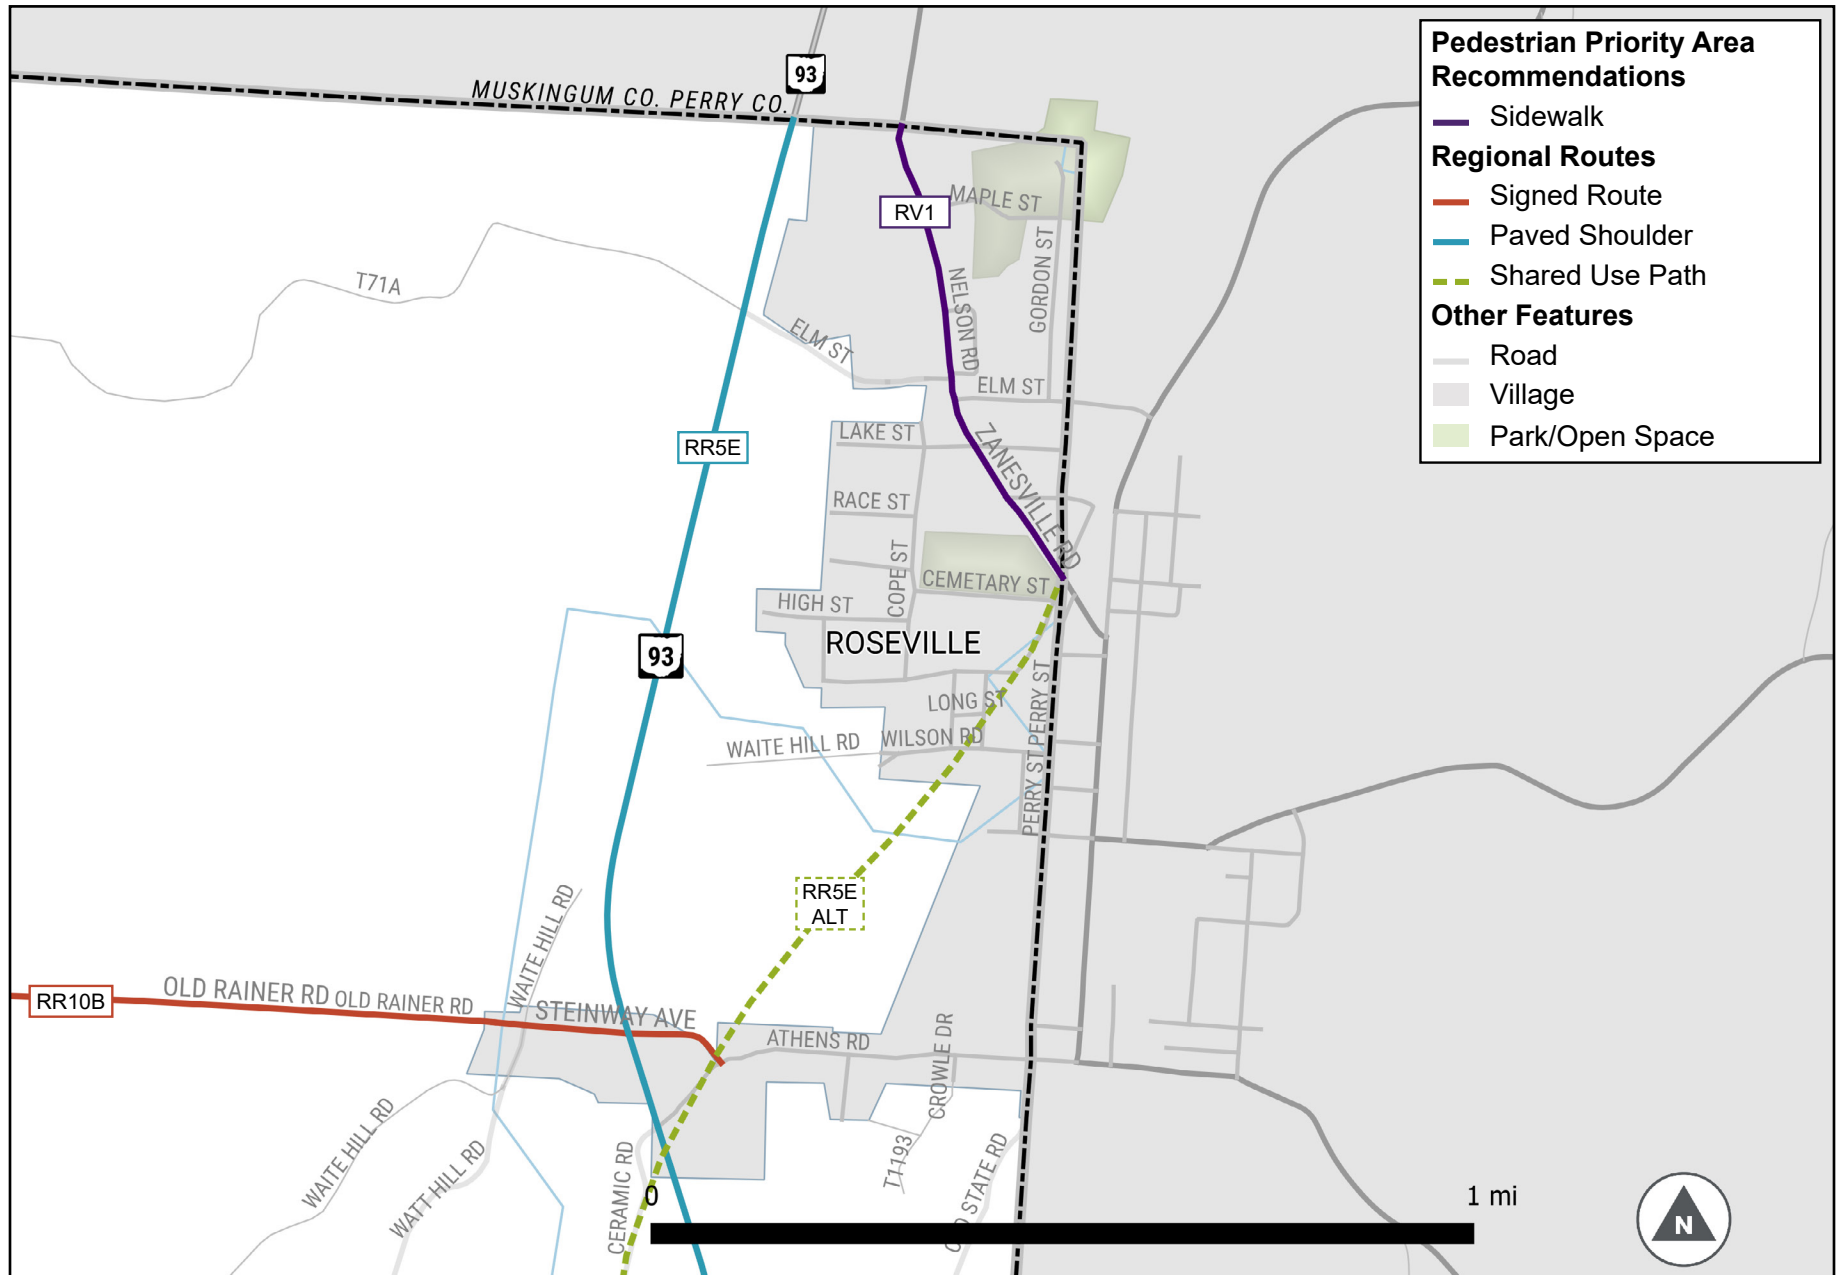 93
MUSKINGUM CO. PERRY CO.
Pedestrian Priority Area
Recommendations
Sidewalk
Regional Routes
Signed Route
Paved Shoulder
Shared Use Path
Other Features
Road
Village
Park/Open Space
MAPLE ST
RV1
GORDON ST
T71A
NELSON RD
ELM ST
ELM ST
LAKE ST
ZANESVILLE RD
RR5E
RACE ST
COPE ST
CEMETARY ST
HIGH ST
ROSEVILLE
93
PERRY ST
LONG ST
WAITE HILL RD
WILSON RD
PERRY ST
RR5E
ALT
WAITE HILL RD
OLD RAINER RD
OLD RAINER RD
RR10B
STEINWAY AVE
ATHENS RD
CROWLE DR
WAITE HILL RD
WATT HILL RD
CERAMIC RD
T1193
STATE RD
0
1 mi
N